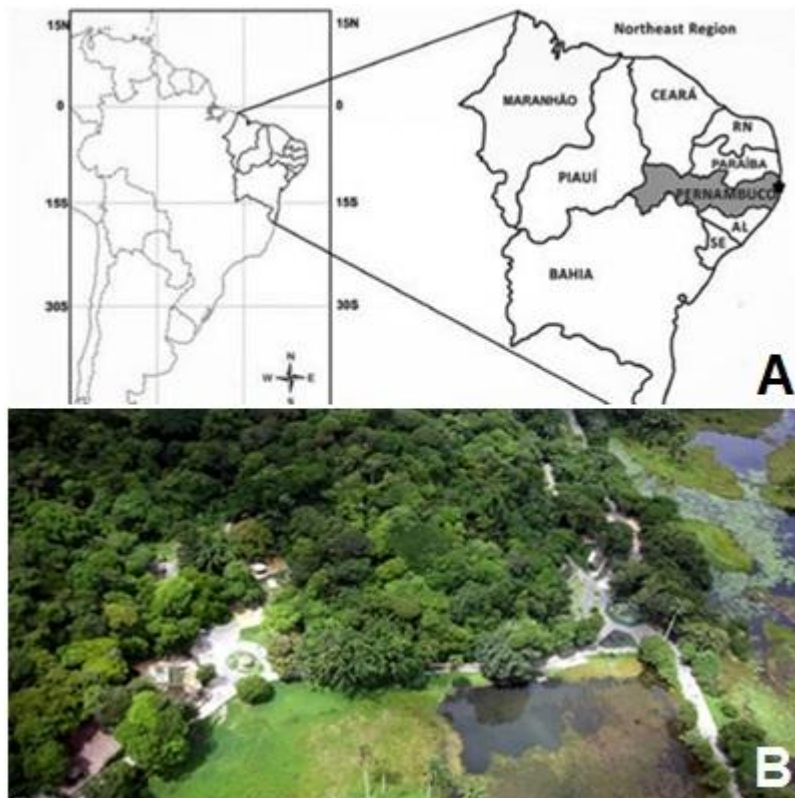 15N
15N
Northeast Region
0
0
MARANHÃO
CEARÁ
RN
PARAÍBA
PIAUÍ
PERNAMBUCO
15S
15S
AL
SE
BAHIA
30S
30S
N
W E
S
A
B